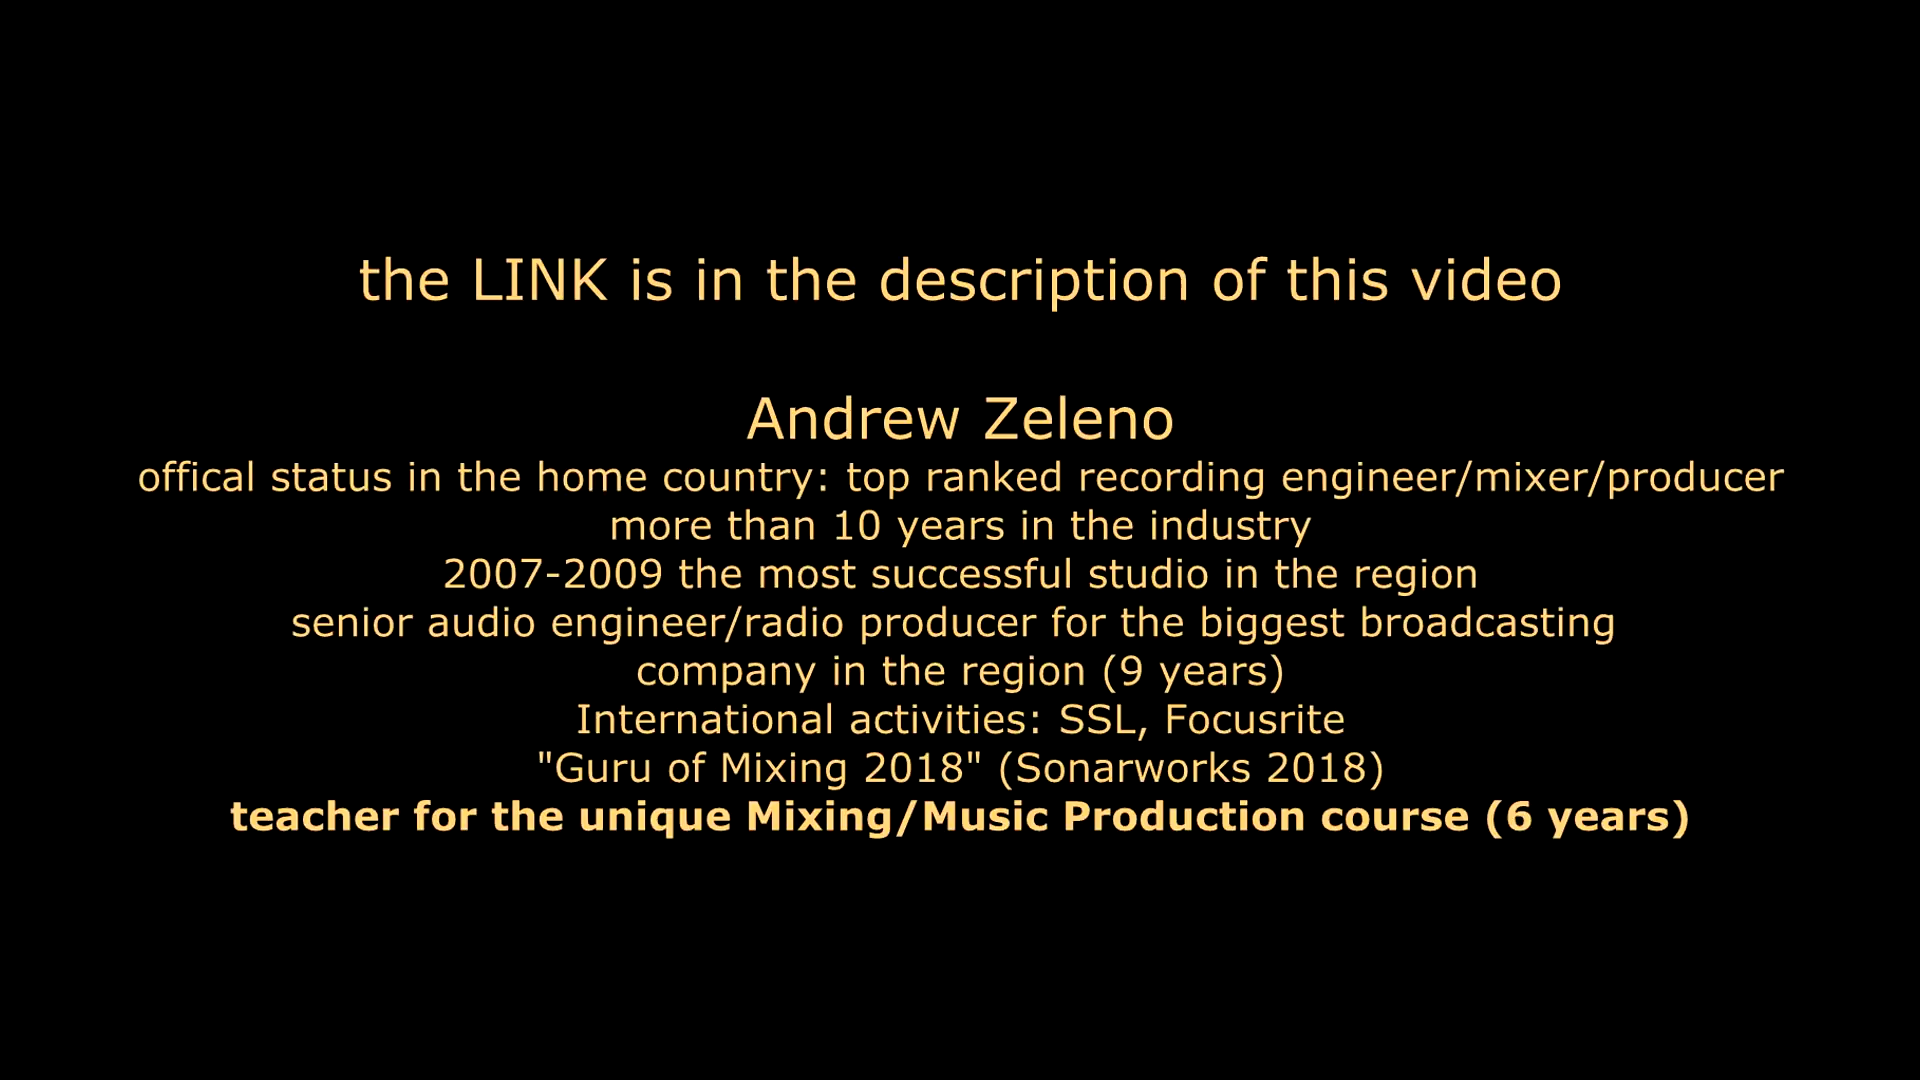 the LINK is in the description of this video
Andrew Zeleno
offical status in the home country: top ranked recording engineer/mixer/producer
more than 10 years in the industry
2007-2009 the most successful studio in the region
senior audio engineer/radio producer for the biggest broadcasting
company in the region (9 years)
International activities: SSL, Focusrite
"Guru of Mixing 2018" (Sonarworks 2018)
teacher for the unique Mixing/Music Production course (6 years)